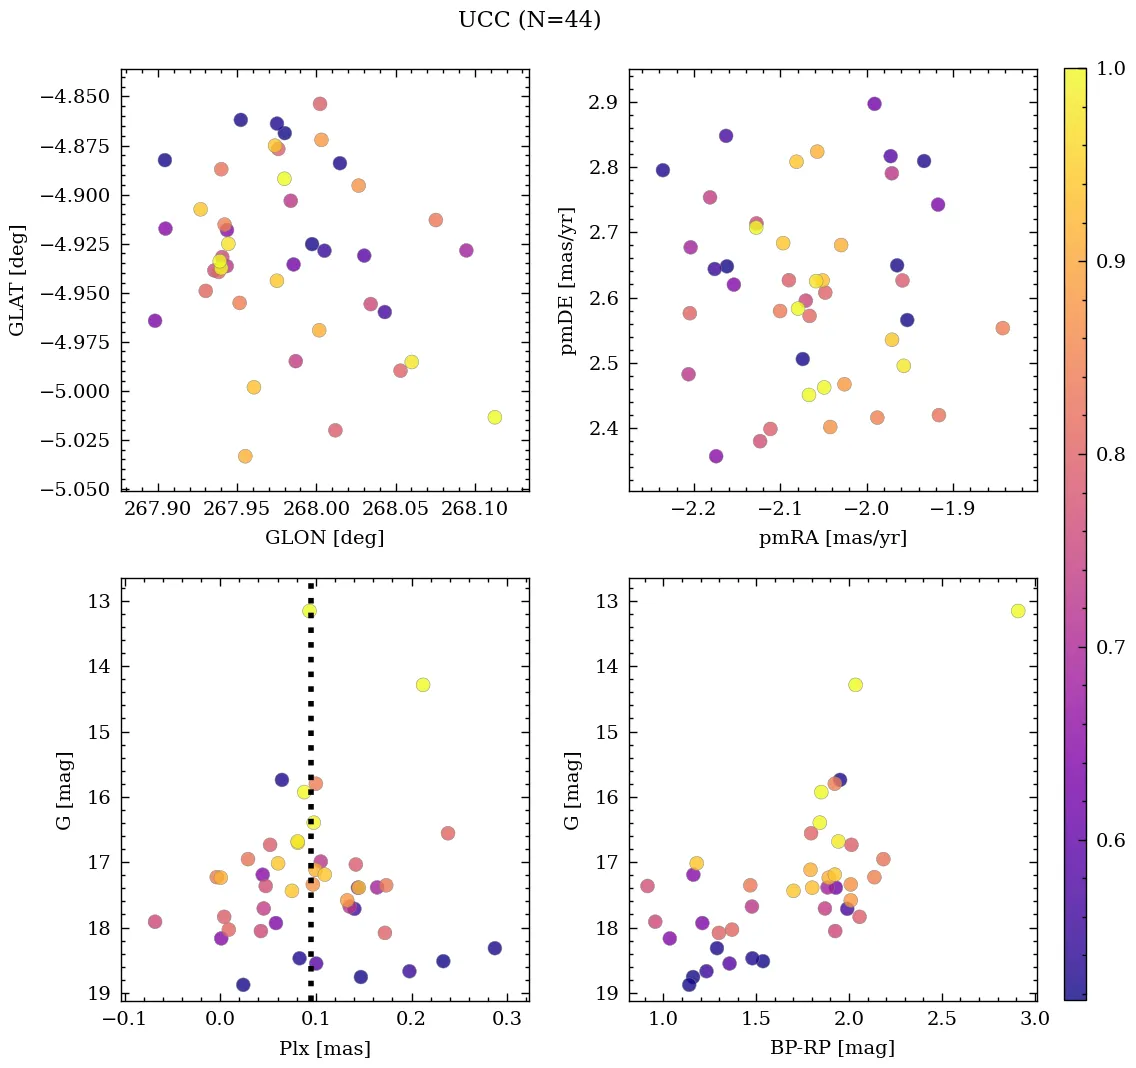 UCC (N=44)
−4.850
−4.875
−4.900
−4.925
−4.950
−4.975
−5.000
−5.025
−5.050
GLAT [deg]
267.90 267.95 268.00 268.05 268.10
GLON [deg]
2.9
2.8
2.7
2.6
2.5
2.4
pmDE [mas/yr]
−2.2 −2.1 −2.0 −1.9
pmRA [mas/yr]
13
14
15
16
17
18
19
G [mag]
−0.1 0.0 0.1 0.2 0.3
Plx [mas]
13
14
15
16
17
18
19
G [mag]
1.0 1.5 2.0 2.5 3.0
BP-RP [mag]
1.0
0.9
0.8
0.7
0.6